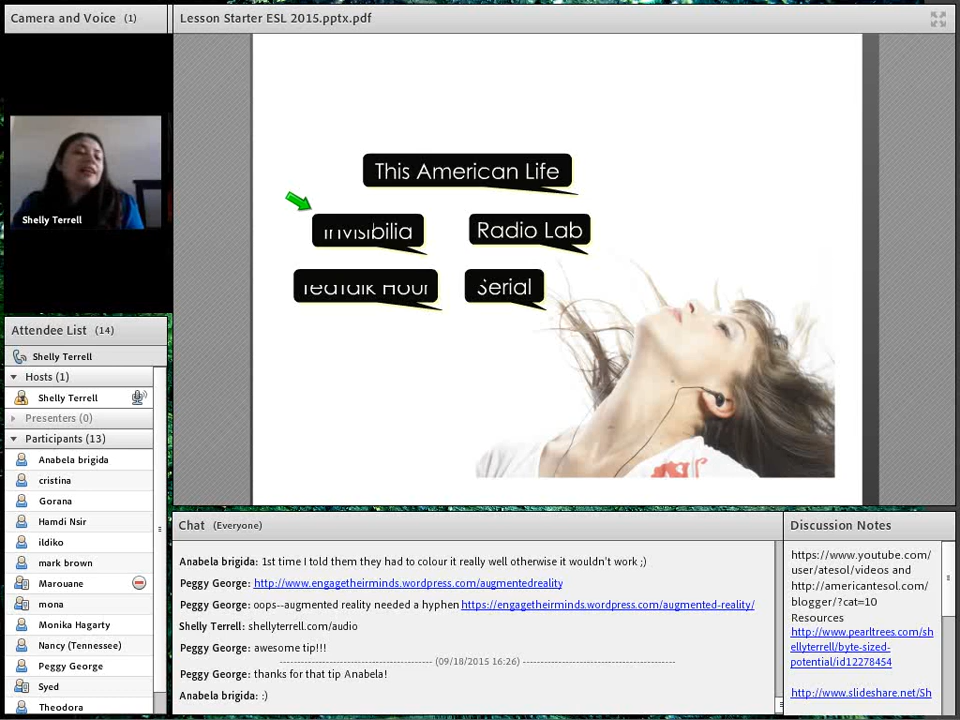 Camera and Voice (1)
Shelly Terrell
Attendee List (14)
Shelly Terrell
Hosts (1)
Shelly Terrell
Presenters (0)
Participants (13)
Anabela brigida
cristina
Gorana
Hamdi Nsir
ildiko
mark brown
Marouane
mona
Monika Hagarty
Nancy (Tennessee)
Peggy George
Syed
Theodora
Lesson Starter ESL 2015.pptx.pdf
This American Life
Invisibilia
Radio Lab
TedTalk Hour
Serial
Chat (Everyone)
Anabela brigida: 1st time I told them they had to colour it really well otherwise it wouldn't work ;)
Peggy George: http://www.engagetheirminds.wordpress.com/augmentedreality
Peggy George: oops--augmented reality needed a hyphen https://engagetheirminds.wordpress.com/augmented-reality/
Shelly Terrell: shellyterrell.com/audio
Peggy George: awesome tip!!!
(09/18/2015 16:26)
Peggy George: thanks for that tip Anabela!
Anabela brigida: :)
Discussion Notes
https://www.youtube.com/
user/atesol/videos and
http://americantesol.com/
blogger/?cat=10
Resources
http://www.pearltrees.com/sh
ellyterrell/byte-sized-
potential/id12278454
http://www.slideshare.net/Sh